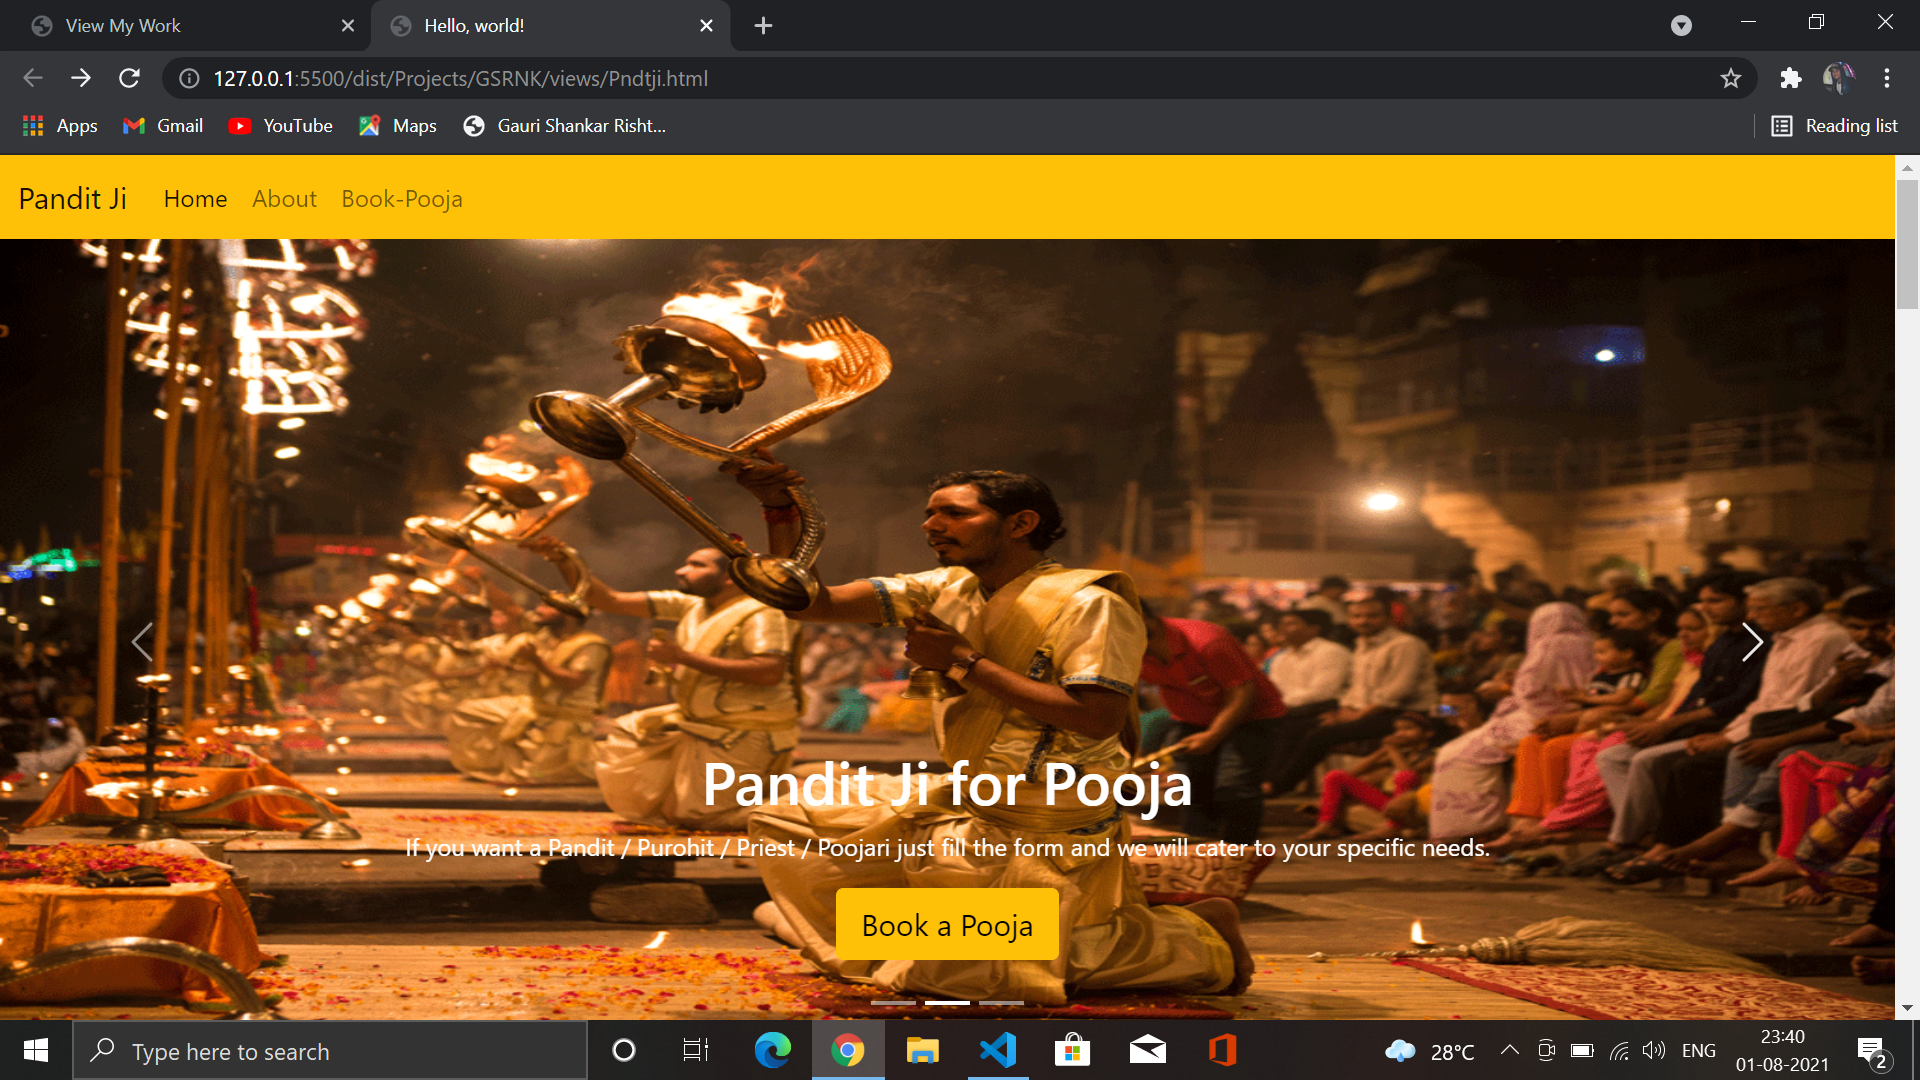 View My Work
Hello, world!
127.0.0.1:5500/dist/Projects/GSRNK/views/Pndtji.html
Apps
Gmail
YouTube
Maps
Gauri Shankar Risht...
Reading list
Pandit Ji
Home
About
Book-Pooja
Pandit Ji for Pooja
If you want a Pandit / Purohit / Priest / Poojari just fill the form and we will cater to your specific needs.
Book a Pooja
Type here to search
28°C
ENG
23:40
01-08-2021
2